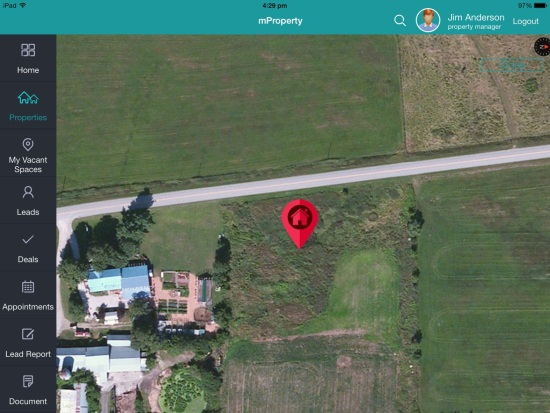 iPad
4:29 pm
97%
mProperty
Jim Anderson
property manager
Logout
Home
Properties
My Vacant
Spaces
Leads
Deals
Appointments
Lead Report
Document